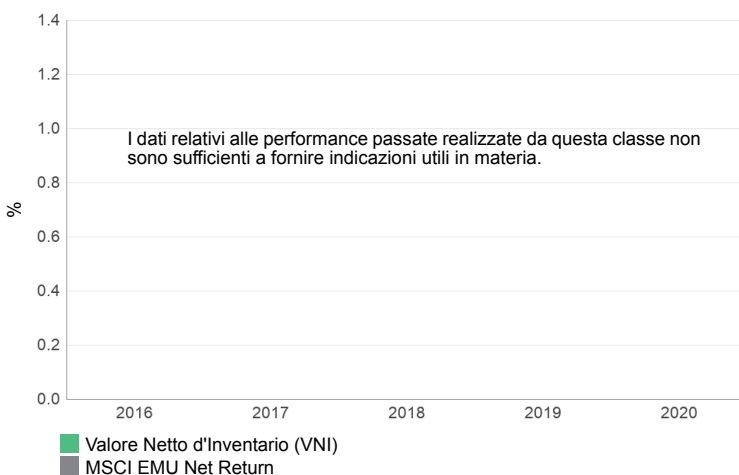 1.4
1.2
1.0
I dati relativi alle performance passate realizzate da questa classe non
sono sufficienti a fornire indicazioni utili in materia.
0.8
%
0.6
0.4
0.2
0.0
2016 2017 2018 2019 2020
Valore Netto d'Inventario (VNI)
MSCI EMU Net Return